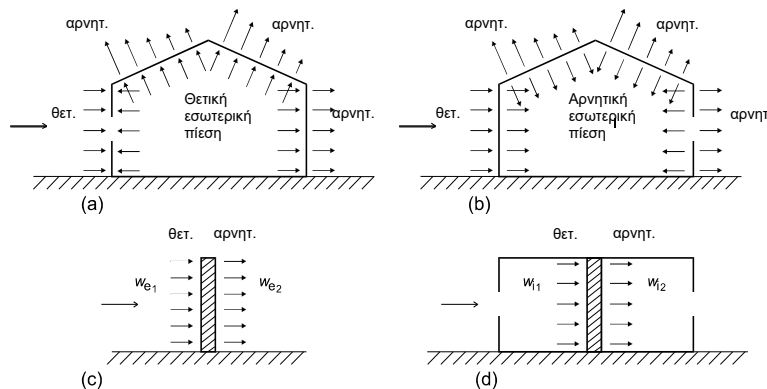 αρνητ.
αρνητ.
θετ.
Θετική
εσωτερική
πίεση
αρνητ.
(a)
αρνητ.
αρνητ.
θετ.
Αρνητική
εσωτερική
πίεση
αρνητ
(b)
θετ.
αρνητ.
we1
we2
(c)
θετ.
αρνητ.
wi1
wi2
(d)